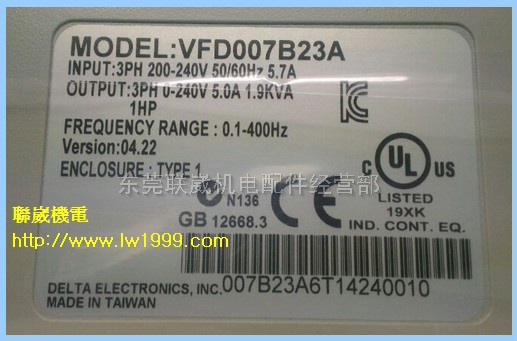 MODEL:VFD007B23A
INPUT:3PH 200-240V 50/60Hz 5.7A
OUTPUT:3PH 0-240V 5.0A 1.9KVA
1HP
FREQUENCY RANGE : 0.1-400Hz
Version:04.22
ENCLOSURE : TYPE 1
C UL US
LISTED
19XK
IND. CONT. EQ.
东莞联崴机电配件经营部
N136
GB 12668.3
CE
聯崴機電
http://www.lw1999.com
DELTA ELECTRONICS, INC.
MADE IN TAIWAN
007B23A6T14240010